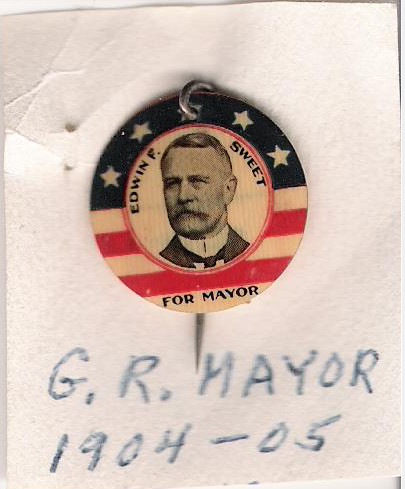 EDWIN F. SWEET
FOR MAYOR
G. R. MAYOR
1904-05